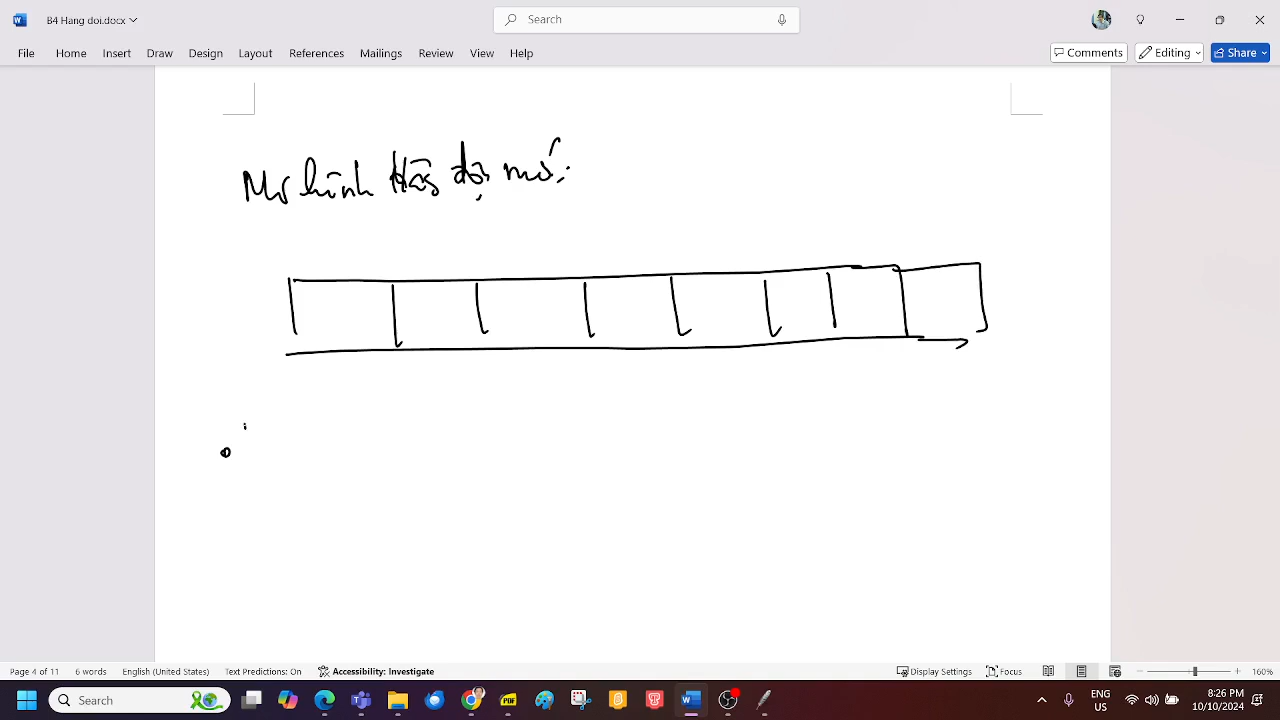 B4 Hang doi.docx
Search
File Home Insert Draw Design Layout References Mailings Review View Help
Comments Editing Share
Mô hình Hàng đợi mới:
Page 4 of 11 6 words English (United States) Text Predictions: On Accessibility: Investigate
Display Settings Focus 160%
Search
PDF
ENG US
8:26 PM
10/10/2024